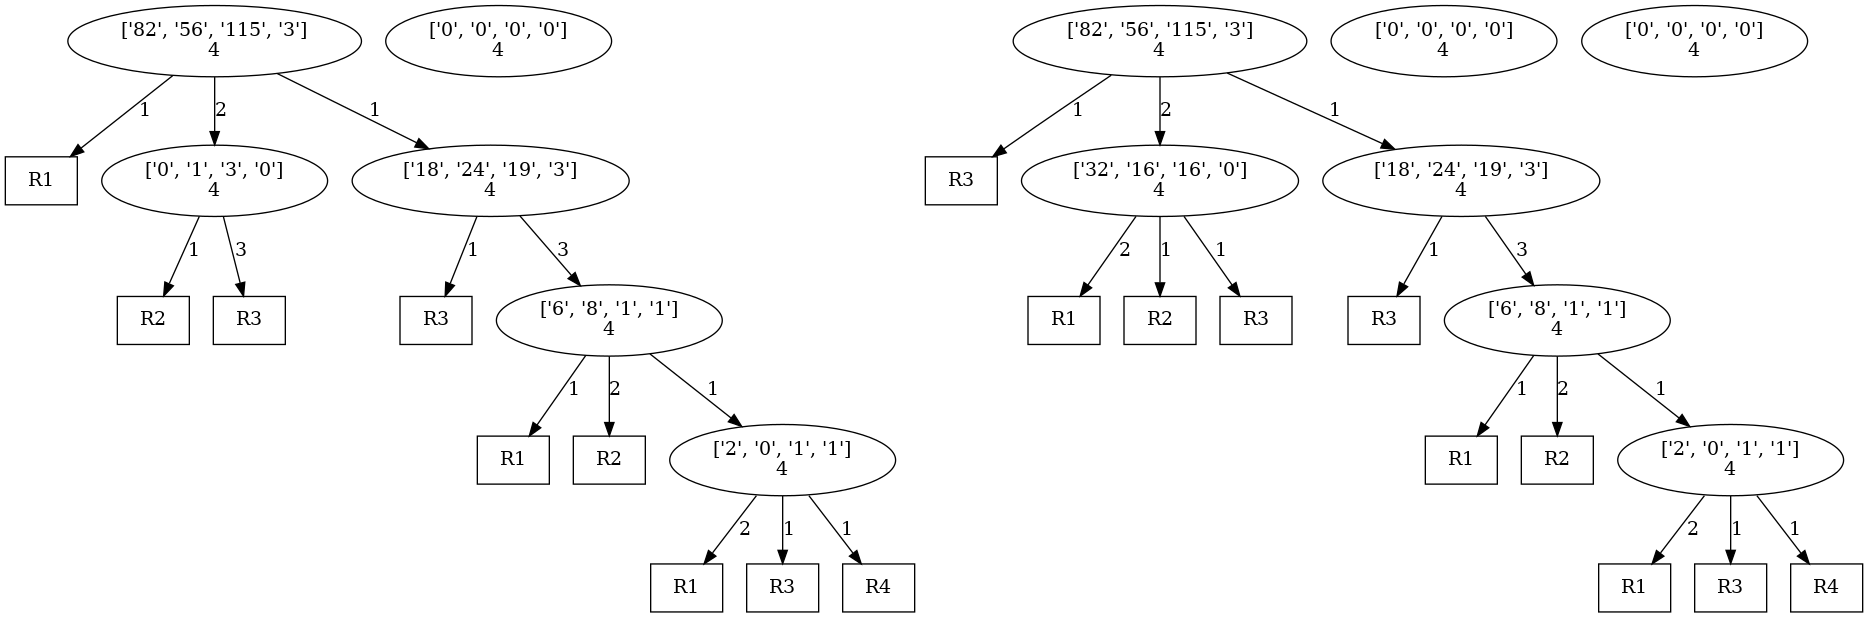 ['82', '56', '115', '3']
4
['0', '0', '0', '0']
4
['82', '56', '115', '3']
4
['0', '0', '0', '0']
4
['0', '0', '0', '0']
4
1
2
1
1
2
1
R1
['0', '1', '3', '0']
4
['18', '24', '19', '3']
4
R3
['32', '16', '16', '0']
4
['18', '24', '19', '3']
4
1
3
1
3
2
1
1
1
3
R2
R3
R3
['6', '8', '1', '1']
4
R1
R2
R3
R3
['6', '8', '1', '1']
4
1
2
1
1
2
1
R1
R2
['2', '0', '1', '1']
4
R1
R2
['2', '0', '1', '1']
4
2
1
1
2
1
1
R1
R3
R4
R1
R3
R4